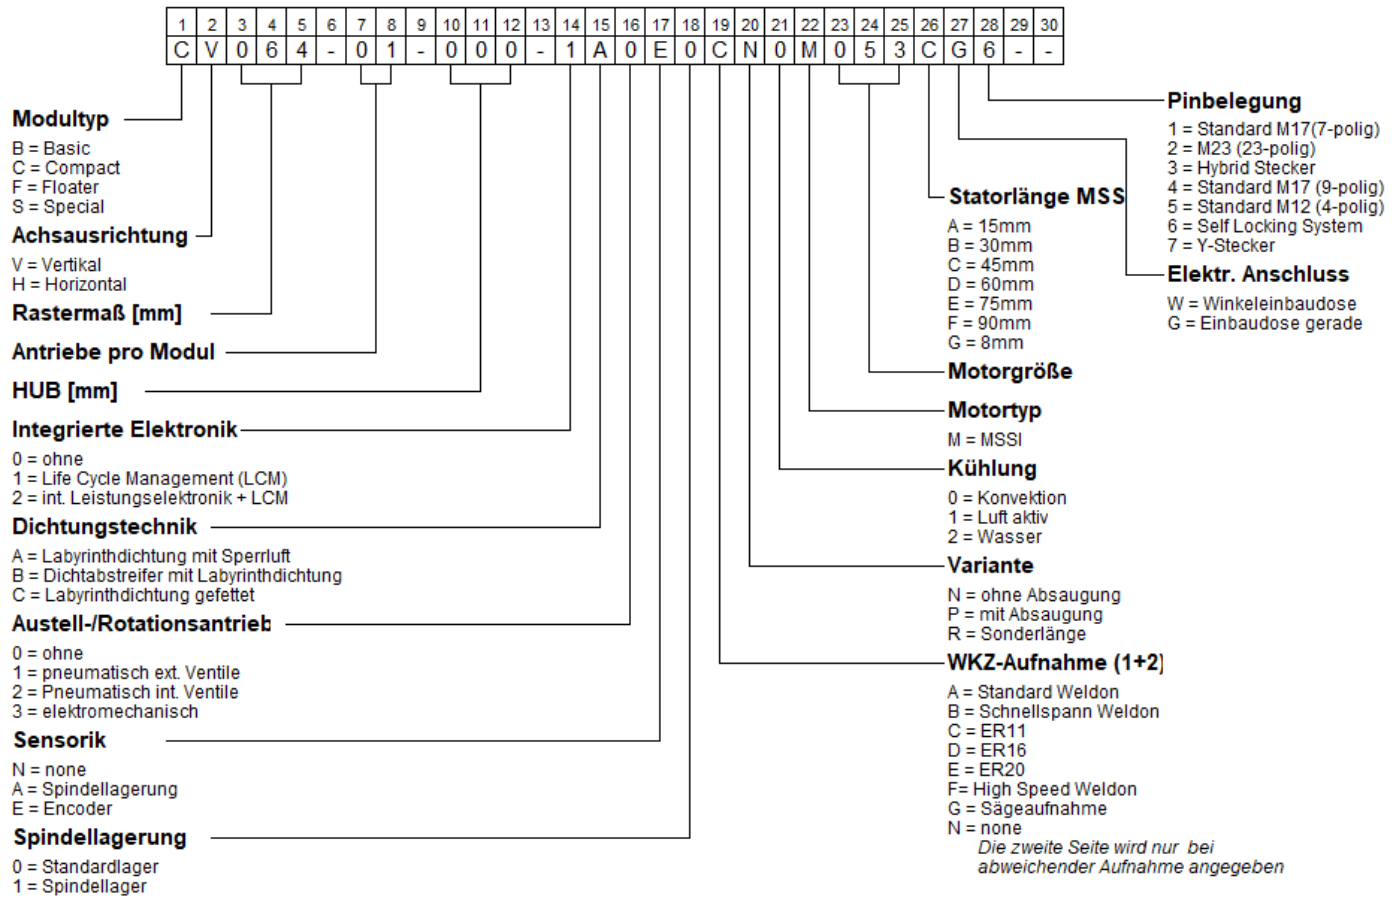 1 2 3 4 5 6 7 8 9 10 11 12 13 14 15 16 17 18 19 20 21 22 23 24 25 26 27 28 29 30
C V 0 6 4 - 0 1 - 0 0 0 - 1 A 0 E 0 C N 0 M 0 5 3 C G 6 - -
Modultyp
B = Basic
C = Compact
F = Floater
S = Special
Achsausrichtung
V = Vertikal
H = Horizontal
Rastermaß [mm]
Antriebe pro Modul
HUB [mm]
Integrierte Elektronik
0 = ohne
1 = Life Cycle Management (LCM)
2 = int. Leistungselektronik + LCM
Dichtungstechnik
A = Labyrinthdichtung mit Sperrluft
B = Dichtabstreifer mit Labyrinthdichtung
C = Labyrinthdichtung gefettet
Austell-/Rotationsantrieb
0 = ohne
1 = pneumatisch ext. Ventile
2 = Pneumatisch int. Ventile
3 = elektromechanisch
Sensorik
N = none
A = Spindellagerung
E = Encoder
Spindellagerung
0 = Standardlager
1 = Spindellager
Statorlänge MSS
A = 15mm
B = 30mm
C = 45mm
D = 60mm
E = 75mm
F = 90mm
G = 8mm
Motorgröße
Motortyp
M = MSSI
Kühlung
0 = Konvektion
1 = Luft aktiv
2 = Wasser
Variante
N = ohne Absaugung
P = mit Absaugung
R = Sonderlänge
WKZ-Aufnahme (1+2)
A = Standard Weldon
B = Schnellspann Weldon
C = ER11
D = ER16
E = ER20
F= High Speed Weldon
G = Sägeaufnahme
N = none
Die zweite Seite wird nur bei
abweichender Aufnahme angegeben
Pinbelegung
1 = Standard M17(7-polig)
2 = M23 (23-polig)
3 = Hybrid Stecker
4 = Standard M17 (9-polig)
5 = Standard M12 (4-polig)
6 = Self Locking System
7 = Y-Stecker
Elektr. Anschluss
W = Winkeleinbaudose
G = Einbaudose gerade